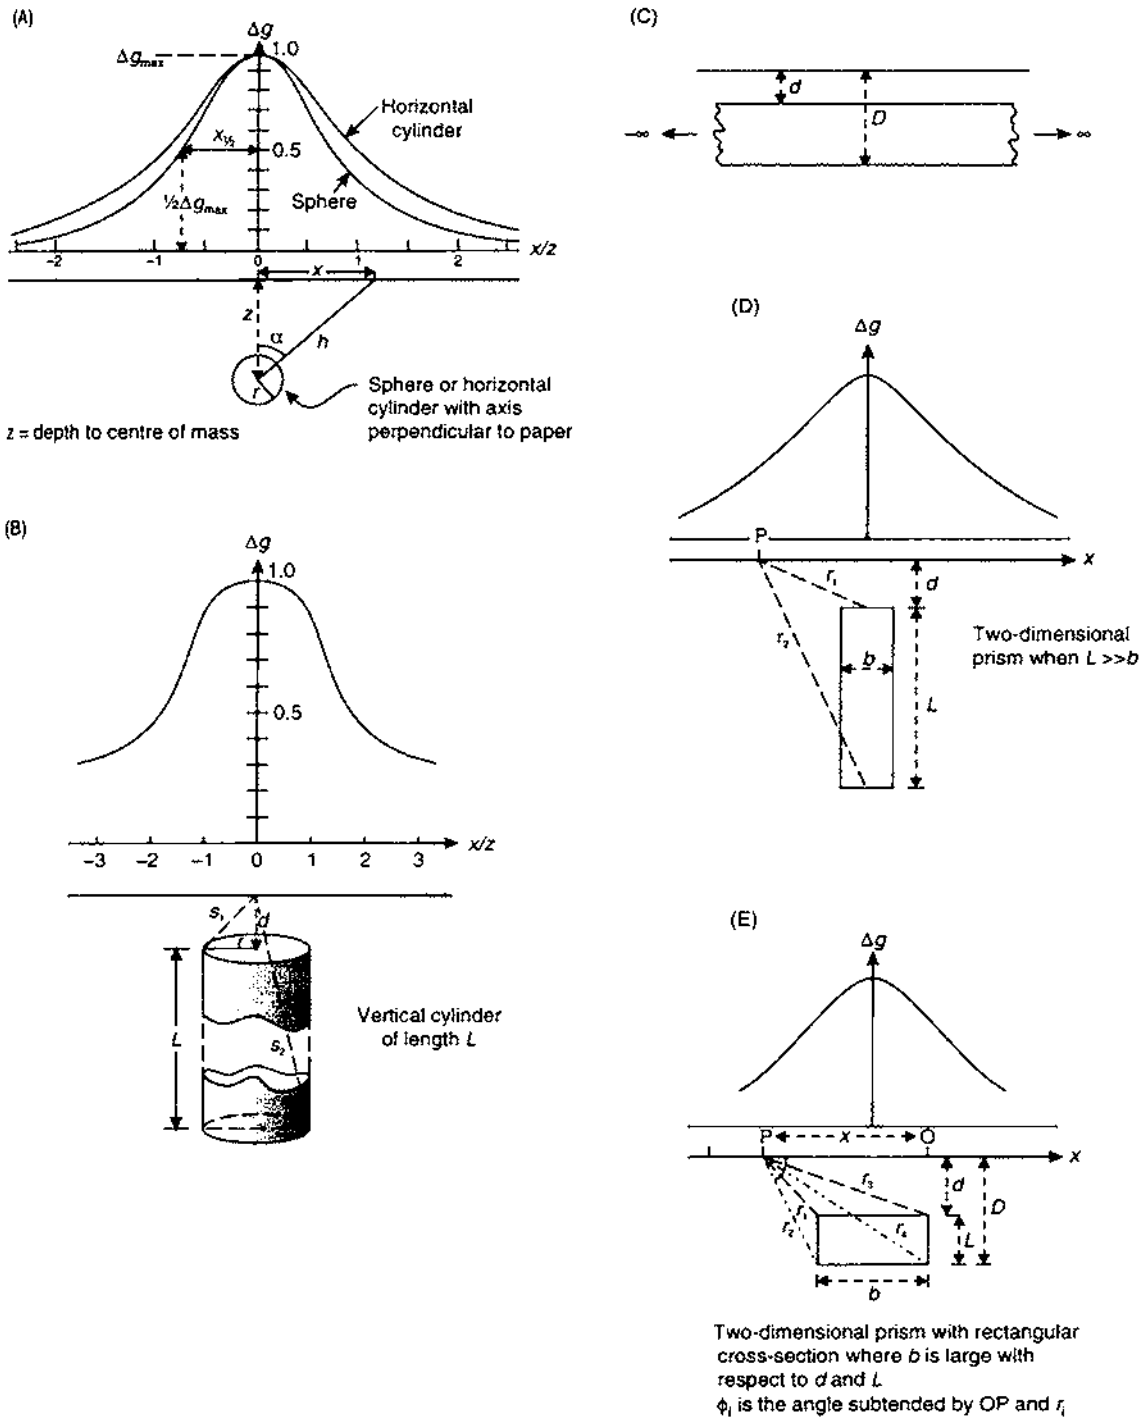 (A)
Δg
1.0
Δg_max
Horizontal
cylinder
x_½
0.5
½Δg_max
Sphere
-2
-1
0
1
2
x/z
x
z
α
h
r
Sphere or horizontal
cylinder with axis
perpendicular to paper
z = depth to centre of mass
(B)
Δg
1.0
0.5
-3
-2
-1
0
1
2
3
x/z
s₁
d
r
L
s₂
Vertical cylinder
of length L
(C)
d
D
-∞
∞
(D)
Δg
P
x
r₁
d
r₂
b
L
Two-dimensional
prism when L >>b
(E)
Δg
P
x
O
x
r₃
d
D
r₁
r₂
r₄
L
b
Two-dimensional prism with rectangular
cross-section where b is large with
respect to d and L
ϕᵢ is the angle subtended by OP and rᵢ